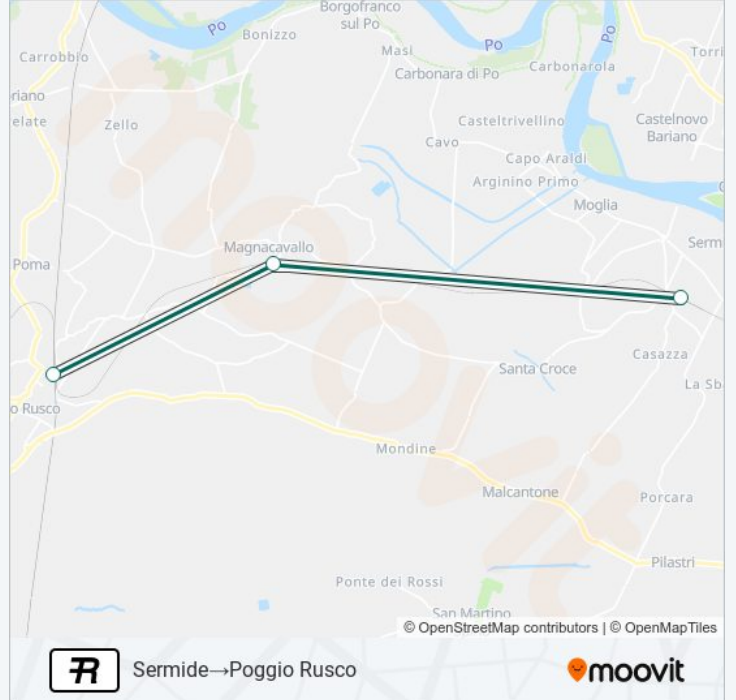 Borgofranco
sul Po
Po
Bonizzo
Po
Po
Masi
Torri
Carrobbio
Carbonara di Po
Carbonarola
riano
elate
Zello
Casteltrivellino
Castelnovo
Bariano
Cavo
Capo Araldi
Arginino Primo
Moglia
Magnacavallo
Serm
Poma
Casazza
Santa Croce
La Sb
o Rusco
Mondine
Malcantone
Porcara
Pilastri
Ponte dei Rossi
San Martino
moovit
© OpenStreetMap contributors | © OpenMapTiles
R
Sermide→Poggio Rusco
moovit